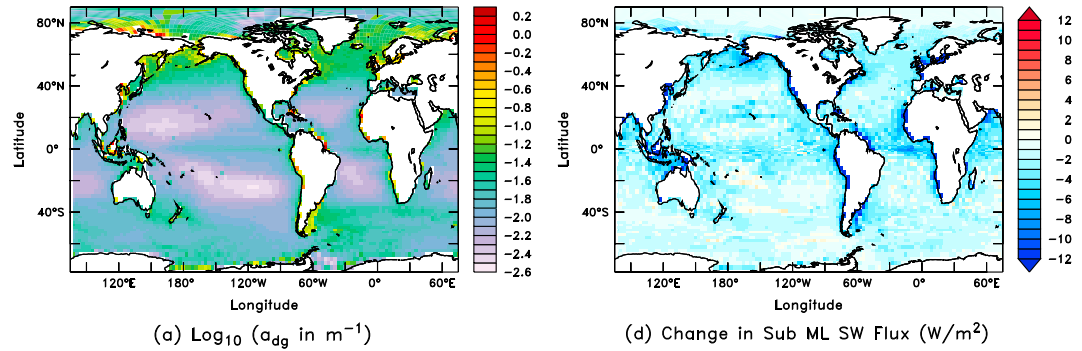 80°N
40°N
0°
40°S
Latitude
120°E
180°W
120°W
60°W
0°
60°E
Longitude
0.2
0.0
−0.2
−0.4
−0.6
−0.8
−1.0
−1.2
−1.4
−1.6
−1.8
−2.0
−2.2
−2.4
−2.6
(a) Log10 (adg in m−1)
80°N
40°N
0°
40°S
Latitude
120°E
180°W
120°W
60°W
0°
60°E
Longitude
12
10
8
6
4
2
0
−1
−2
−3
−4
−5
−6
−8
−10
−12
(d) Change in Sub ML SW Flux (W/m2)